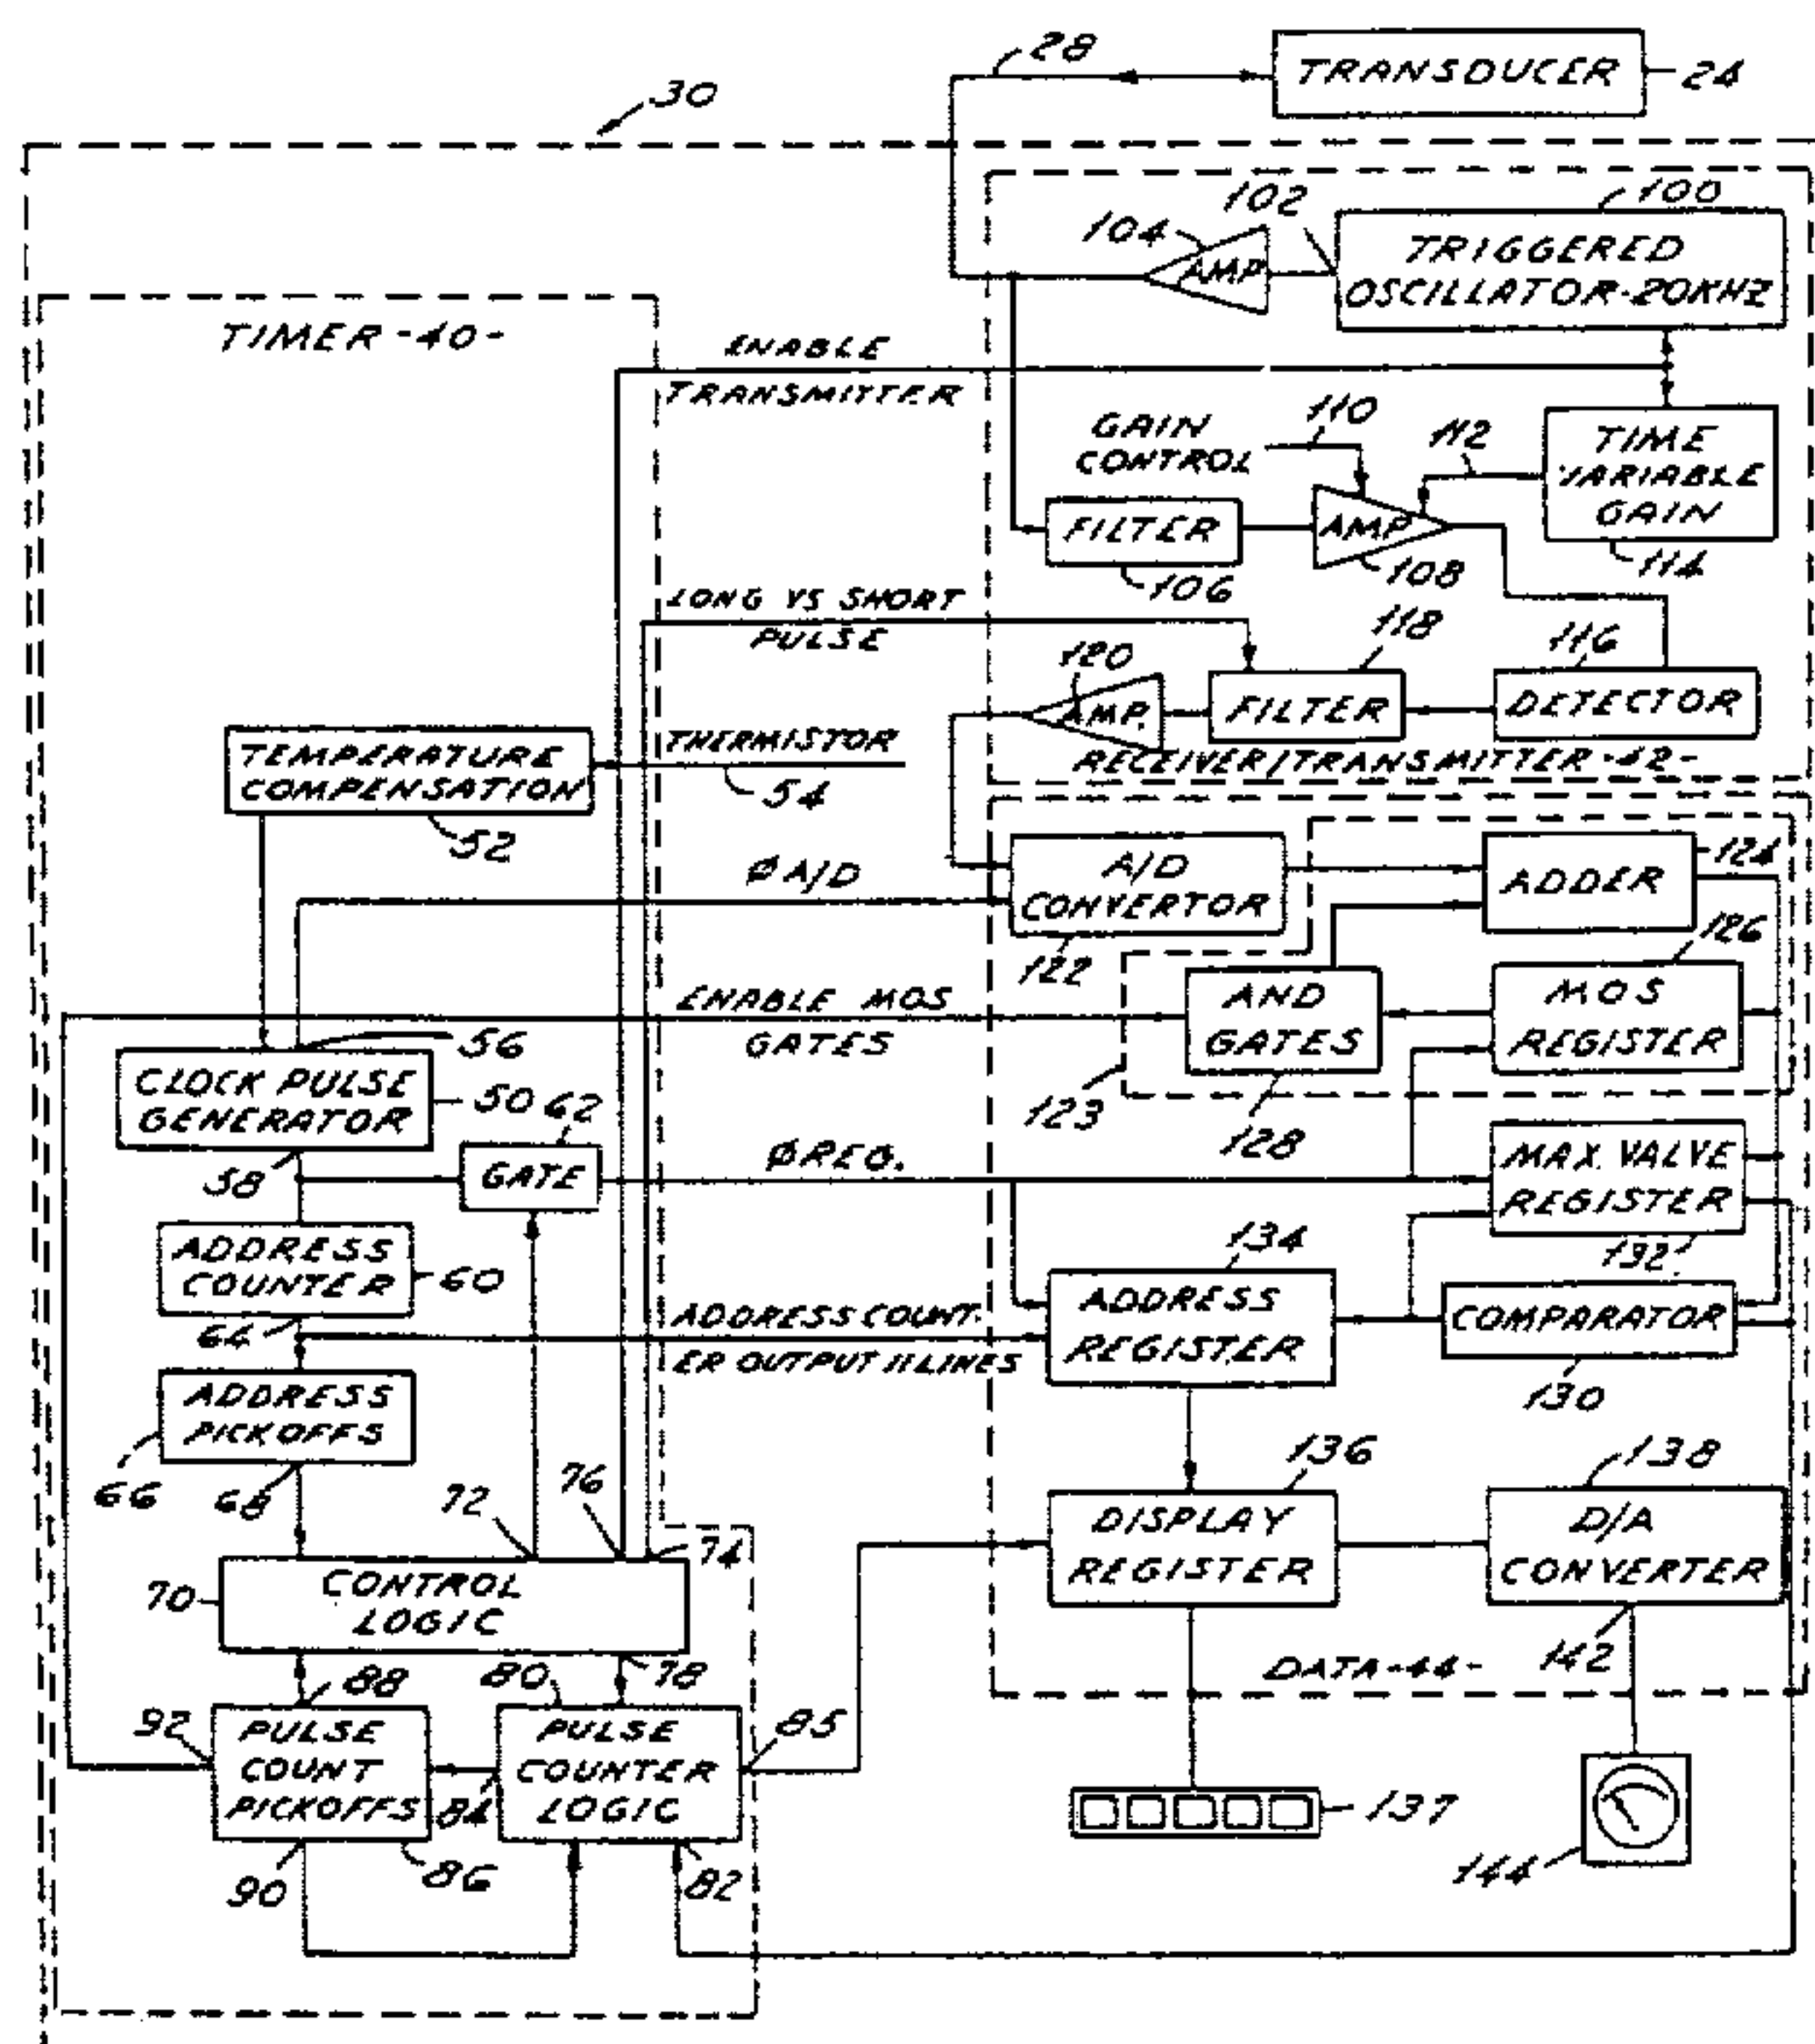 28
TRANSDUCER
24
30
102
100
104
AMP
TRIGGERED
OSCILLATOR-20KHZ
TIMER -40-
ENABLE
TRANSMITTER
GAIN
CONTROL
110
112
TIME
VARIABLE
GAIN
FILTER
AMP
106
108
114
LONG VS SHORT
PULSE
120
118
116
AMP.
FILTER
DETECTOR
THERMISTOR
RECEIVER/TRANSMITTER-42-
TEMPERATURE
COMPENSATION
54
52
Ø A/D
A/D
CONVERTOR
124
ADDER
122
126
ENABLE MOS
GATES
AND
GATES
MOS
REGISTER
56
CLOCK PULSE
GENERATOR
50
62
123
128
58
GATE
Ø REG.
MAX. VALVE
REGISTER
ADDRESS
COUNTER
60
134
132
64
ADDRESS COUNT-
ER OUTPUT 11 LINES
ADDRESS
REGISTER
COMPARATOR
130
ADDRESS
PICKOFFS
66
68
72
76
74
136
138
DISPLAY
REGISTER
D/A
CONVERTER
70
CONTROL
LOGIC
88
80
78
DATA-44-
142
92
PULSE
COUNT
PICKOFFS
84
PULSE
COUNTER
LOGIC
85
137
90
86
82
144